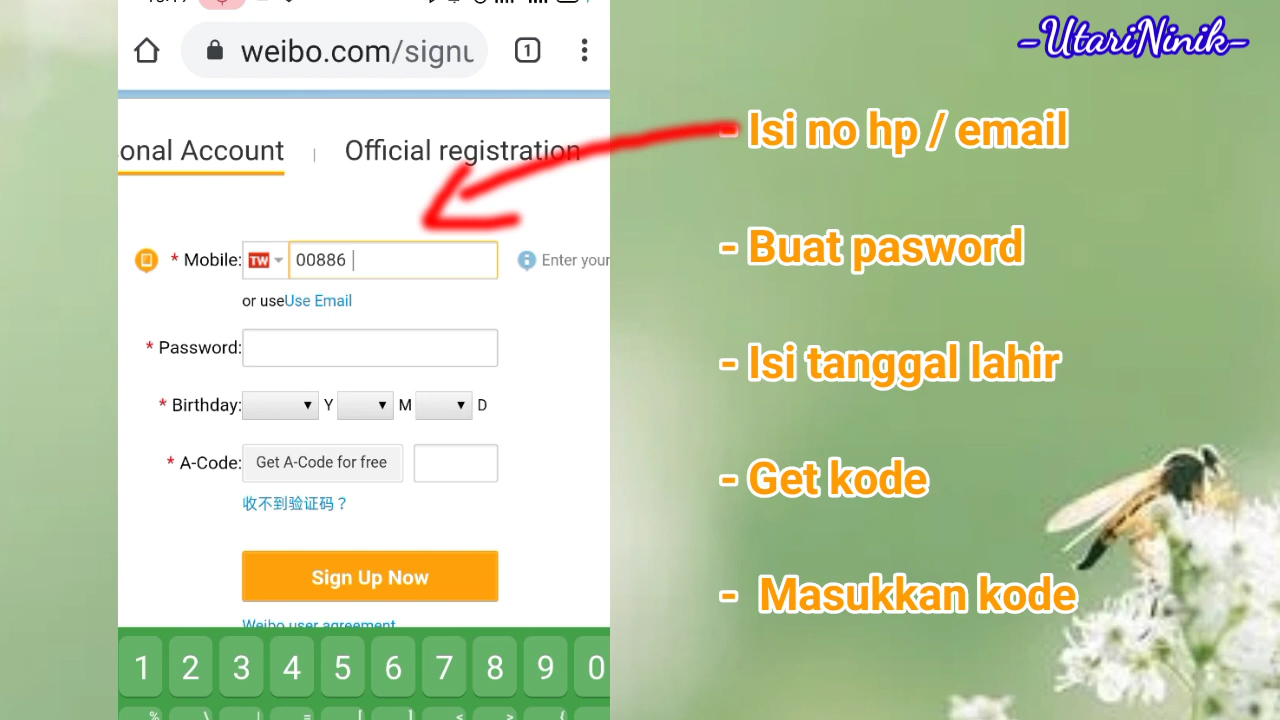 weibo.com/signu
1
onal Account | Official registration
* Mobile: TW 00886
Enter your
or useUse Email
* Password:
* Birthday: Y M D
* A-Code: Get A-Code for free
收不到验证码？
Sign Up Now
Weibo user agreement
1 2 3 4 5 6 7 8 9 0
% \ | = [ ] < > {
-UtariNinik-
- Isi no hp / email
- Buat pasword
- Isi tanggal lahir
- Get kode
- Masukkan kode